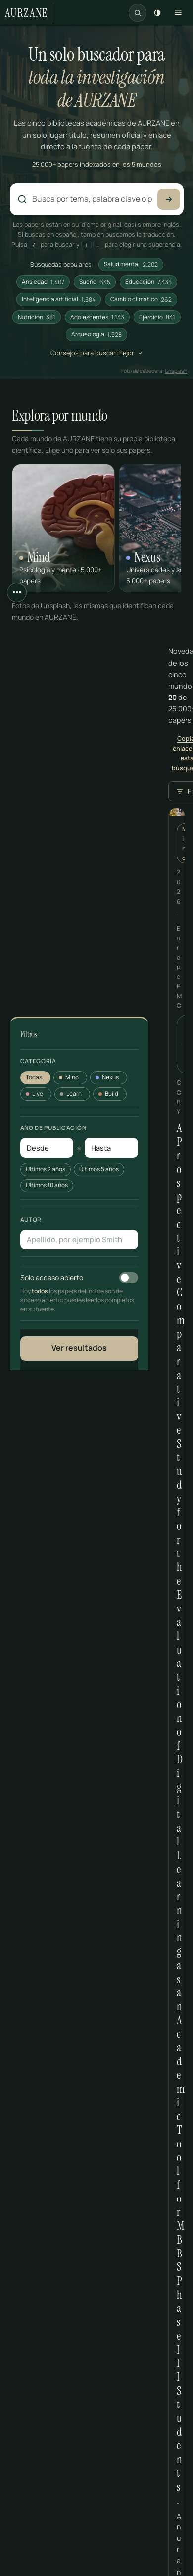 AURZANE
Un solo buscador para
toda la investigación
de AURZANE
Las cinco bibliotecas académicas de AURZANE en
un solo lugar: título, resumen oficial y enlace
directo a la fuente de cada paper.
25.000+ papers indexados en los 5 mundos
Busca por tema, palabra clave o p
Los papers están en su idioma original, casi siempre inglés.
Si buscas en español, también buscamos la traducción.
Pulsa / para buscar y ↑ ↓ para elegir una sugerencia.
Búsquedas populares: Salud mental 2.202
Ansiedad 1.407 Sueño 635 Educación 7.335
Inteligencia artificial 1.584 Cambio climático 262
Nutrición 381 Adolescentes 1.133 Ejercicio 831
Arqueología 1.528
Consejos para buscar mejor
Foto de cabecera: Unsplash
Explora por mundo
Cada mundo de AURZANE tiene su propia biblioteca
científica. Elige uno para ver solo sus papers.
Mind
Psicología y mente · 5.000+
papers
Nexus
Universidades y sa
5.000+ papers
Fotos de Unsplash, las mismas que identifican cada
mundo en AURZANE.
Noveda
de los
cinco
mundo
20 de
25.000-
papers
Copia
enlace
esta
búsque
Fi
M
i
n
2
0
2
6
E
u
r
o
p
e
P
M
C
C
C
B
Y
A
P
r
o
s
p
e
c
t
i
v
e
C
o
m
p
a
r
a
t
i
v
e
S
t
u
d
y
f
o
r
t
h
e
E
v
a
l
u
a
t
i
o
n
o
f
D
i
g
i
t
a
l
L
e
a
r
n
i
n
g
a
s
a
n
A
c
a
d
e
m
i
c
T
o
o
l
f
o
r
M
B
B
S
P
h
a
s
e
I
I
S
t
u
d
e
n
t
s
.
A
n
u
r
a
n
Filtros
CATEGORÍA
Todas Mind Nexus
Live Learn Build
AÑO DE PUBLICACIÓN
Desde a Hasta
Últimos 2 años Últimos 5 años
Últimos 10 años
AUTOR
Apellido, por ejemplo Smith
Solo acceso abierto
Hoy todos los papers del índice son de
acceso abierto: puedes leerlos completos
en su fuente.
Ver resultados